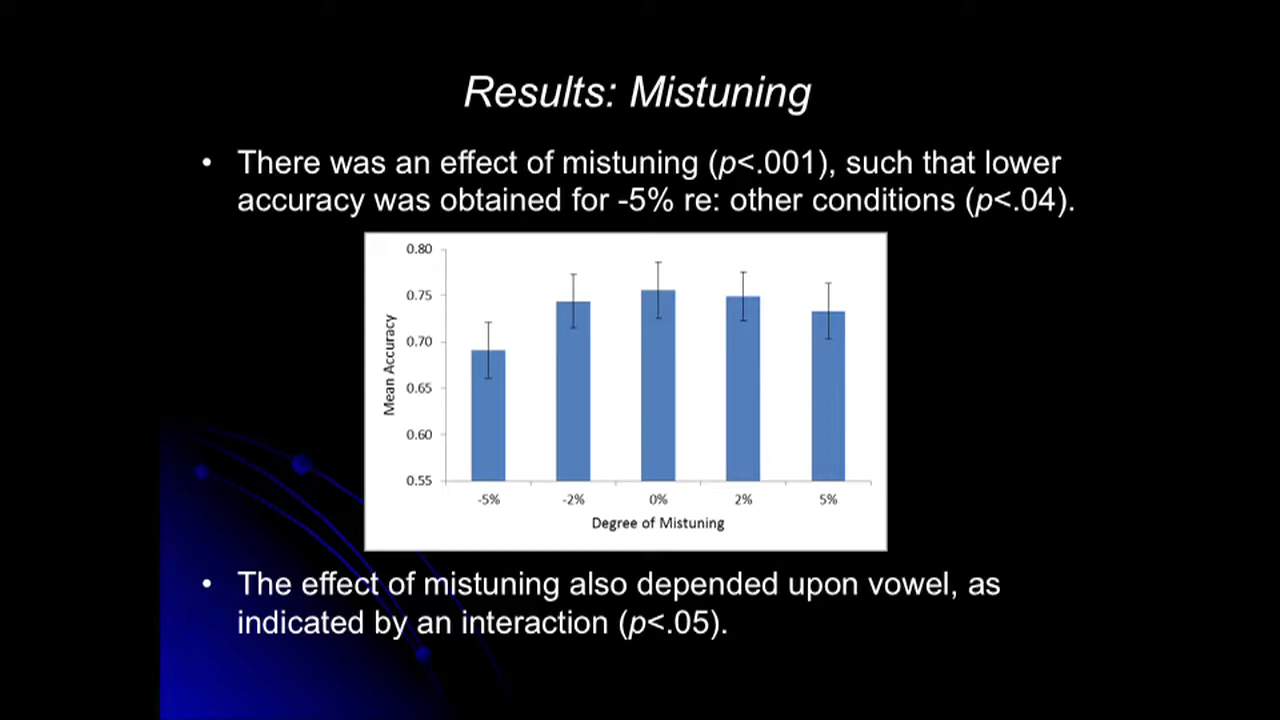 Results: Mistuning
• There was an effect of mistuning (p<.001), such that lower
accuracy was obtained for -5% re: other conditions (p<.04).
0.80
0.75
0.70
0.65
0.60
0.55
Mean Accuracy
-5% -2% 0% 2% 5%
Degree of Mistuning
• The effect of mistuning also depended upon vowel, as
indicated by an interaction (p<.05).